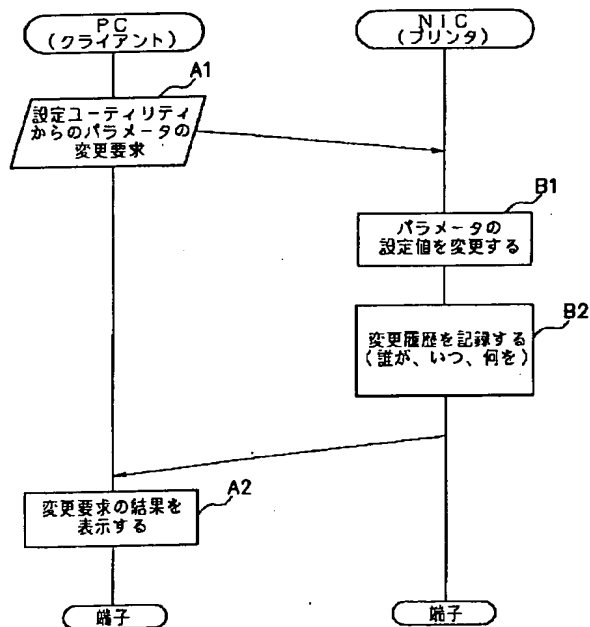 PC
(クライアント)
NIC
(プリンタ)
A1
設定ユーティリティ
からのパラメータの
変更要求
B1
パラメータの
設定値を変更する
B2
変更履歴を記録する
(誰が、いつ、何を)
A2
変更要求の結果を
表示する
端子
端子